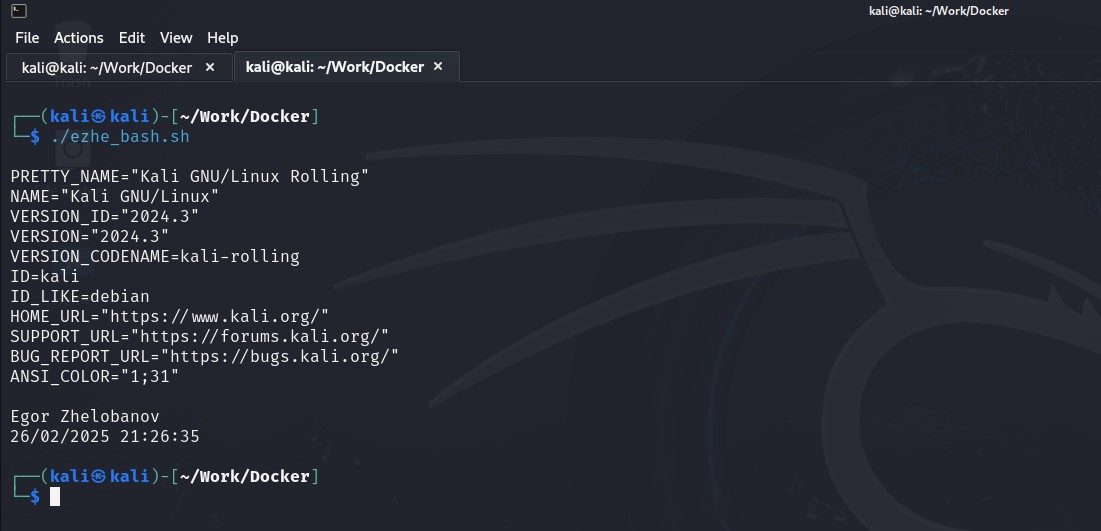 kali@kali: ~/Work/Docker
File Actions Edit View Help
kali@kali: ~/Work/Docker × kali@kali: ~/Work/Docker ×
┌──(kali㉿kali)-[~/Work/Docker]
└─$ ./ezhe_bash.sh
PRETTY_NAME="Kali GNU/Linux Rolling"
NAME="Kali GNU/Linux"
VERSION_ID="2024.3"
VERSION="2024.3"
VERSION_CODENAME=kali-rolling
ID=kali
ID_LIKE=debian
HOME_URL="https://www.kali.org/"
SUPPORT_URL="https://forums.kali.org/"
BUG_REPORT_URL="https://bugs.kali.org/"
ANSI_COLOR="1;31"
Egor Zhelobanov
26/02/2025 21:26:35
┌──(kali㉿kali)-[~/Work/Docker]
└─$